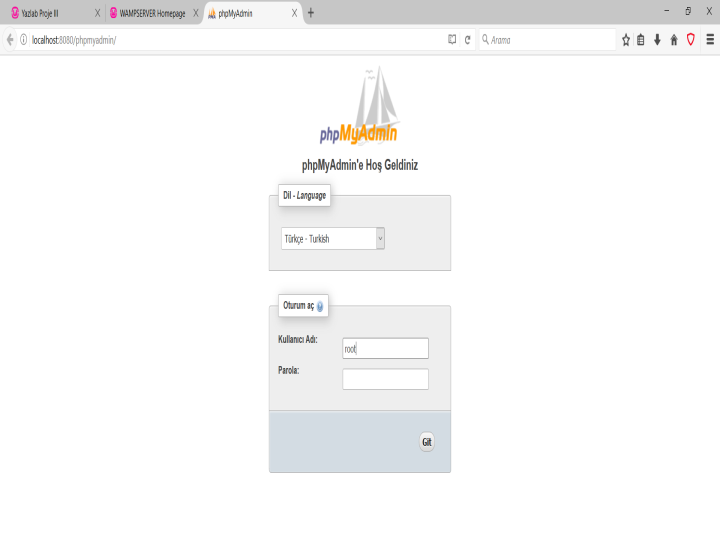 Yazlab Proje III
WAMPSERVER Homepage
phpMyAdmin
localhost:8080/phpmyadmin/
Arama
phpMyAdmin
phpMyAdmin'e Hoş Geldiniz
Dil - Language
Türkçe - Turkish
Oturum aç
Kullanıcı Adı:
root
Parola:
Git